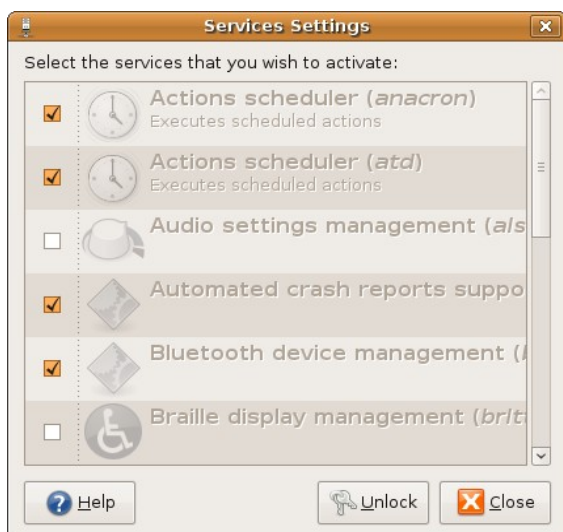 Services Settings
Select the services that you wish to activate:
Actions scheduler (anacron)
Executes scheduled actions
Actions scheduler (atd)
Executes scheduled actions
Audio settings management (als
Automated crash reports suppo
Bluetooth device management (
Braille display management (brltt
Help
Unlock
Close